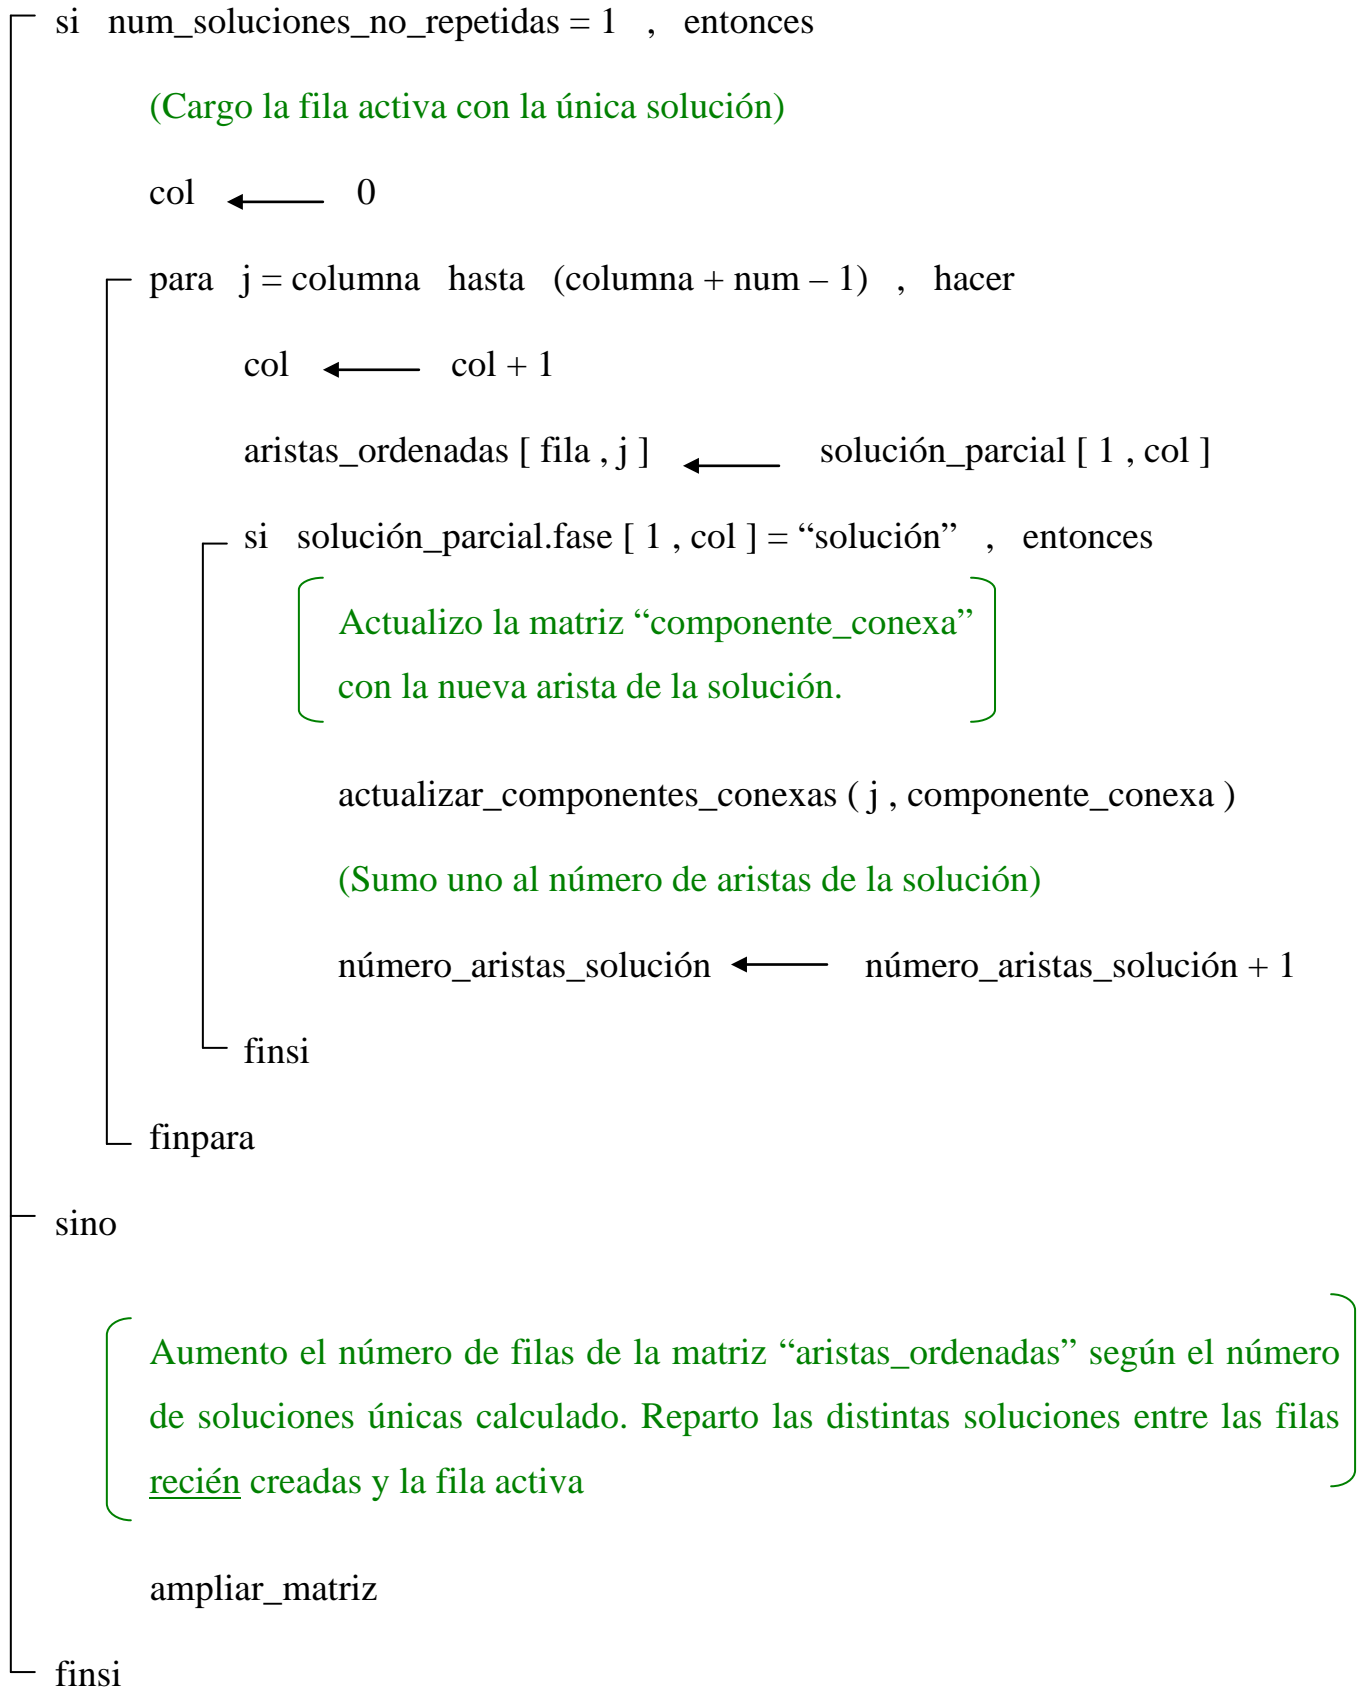 si num_soluciones_no_repetidas = 1 , entonces
(Cargo la fila activa con la única solución)
col ← 0
para j = columna hasta (columna + num – 1) , hacer
col ← col + 1
aristas_ordenadas [ fila , j ] ← solución_parcial [ 1 , col ]
si solución_parcial.fase [ 1 , col ] = “solución” , entonces
Actualizo la matriz “componente_conexa”
con la nueva arista de la solución.
actualizar_componentes_conexas ( j , componente_conexa )
(Sumo uno al número de aristas de la solución)
número_aristas_solución ← número_aristas_solución + 1
finsi
finpara
sino
Aumento el número de filas de la matriz “aristas_ordenadas” según el número
de soluciones únicas calculado. Reparto las distintas soluciones entre las filas
recién creadas y la fila activa
ampliar_matriz
finsi